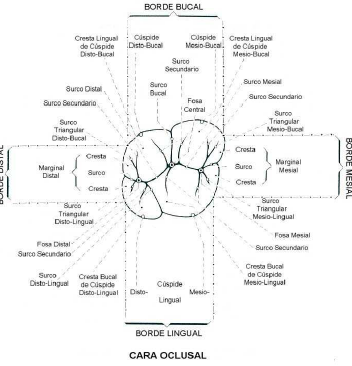 BORDE BUCAL
Cresta Lingual
de Cúspide
Disto-Bucal
Cúspide
Disto-Bucal
Cúspide
Mesio-Bucal
Cresta Lingual
de Cúspide
Mesio-Bucal
Surco
Secundario
Surco Distal
Surco
Bucal
Surco Mesial
Surco Secundario
Fosa
Central
Surco Secundario
Surco
Triangular
Disto-Bucal
Surco
Triangular
Mesio-Bucal
BORDE DISTAL
Marginal
Distal
Cresta
Surco
Cresta
Cresta
Surco
Cresta
Marginal
Mesial
BORDE MESIAL
Surco
Triangular
Disto-Lingual
Surco
Triangular
Mesio-Lingual
Fosa Distal
Surco Secundario
Fosa Mesial
Surco Secundario
Surco
Disto-Lingual
Cresta Bucal
de Cúspide
Disto-Lingual
Cúspide
Disto- Mesio-
Lingual
Cresta Bucal
de Cúspide
Mesio-Lingual
BORDE LINGUAL
CARA OCLUSAL